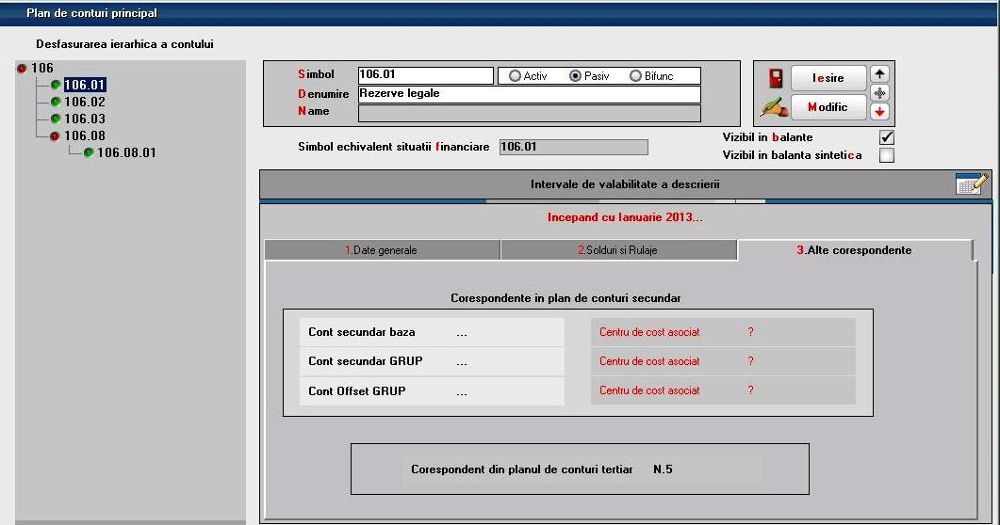 Plan de conturi principal
Desfasurarea ierarhica a contului
106
106.01
106.02
106.03
106.08
106.08.01
Simbol 106.01 Activ Pasiv Bifunc
Denumire Rezerve legale
Name
Iesire
Modific
Simbol echivalent situatii financiare 106.01
Vizibil in balante
Vizibil in balanta sintetica
Intervale de valabilitate a descrierii
Incepand cu Ianuarie 2013...
1.Date generale 2.Solduri si Rulaje 3.Alte corespondente
Corespondente in plan de conturi secundar
Cont secundar baza ... Centru de cost asociat ?
Cont secundar GRUP ... Centru de cost asociat ?
Cont Offset GRUP ... Centru de cost asociat ?
Corespondent din planul de conturi tertiar N.5